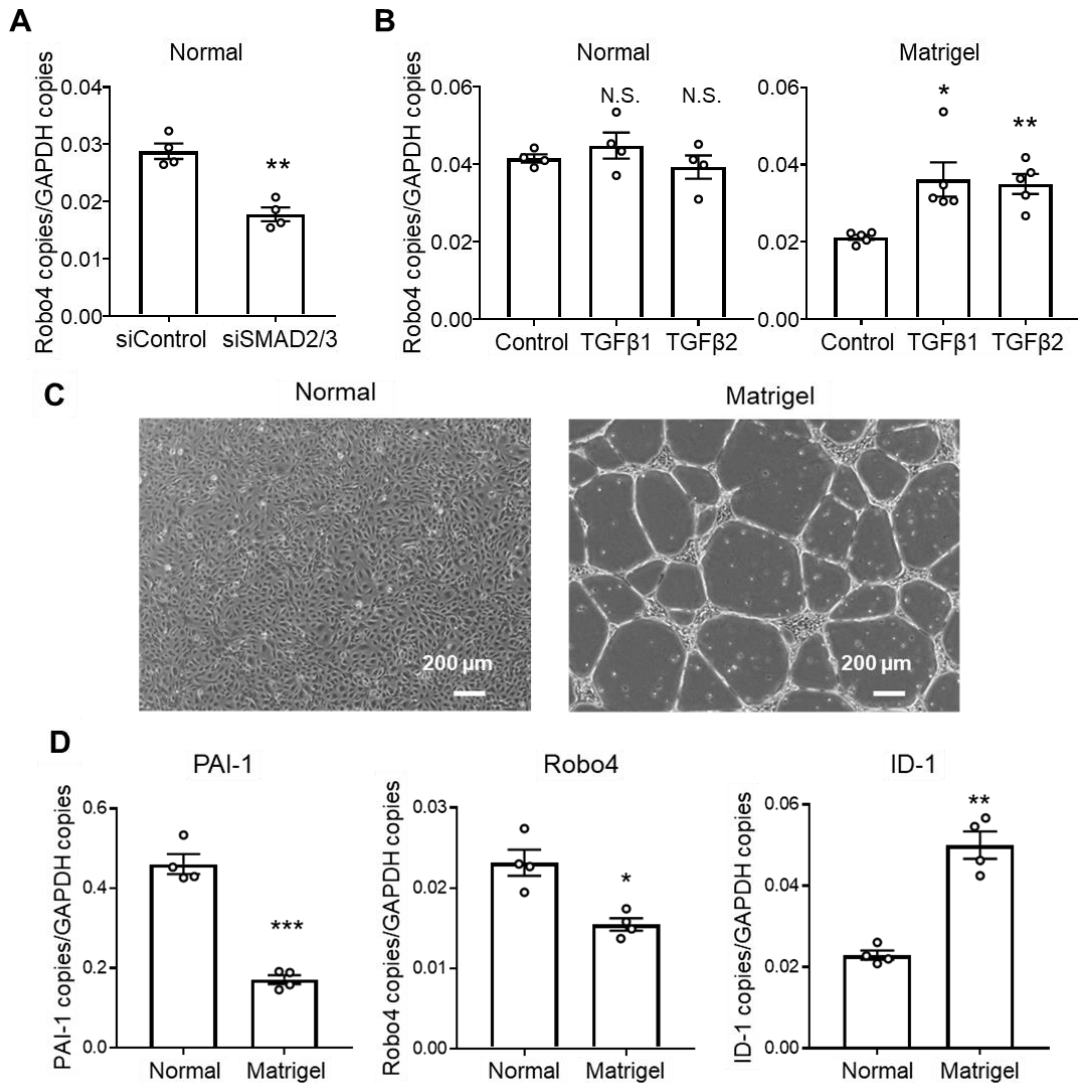 A
Normal
Robo4 copies/GAPDH copies
0.04
0.03
0.02
0.01
0.00
**
siControl
siSMAD2/3
B
Normal
0.06
0.04
0.02
0.00
N.S.
N.S.
Control
TGFβ1
TGFβ2
Matrigel
0.06
0.04
0.02
0.00
*
**
Control
TGFβ1
TGFβ2
C
Normal
200 µm
Matrigel
200 µm
D
PAI-1
PAI-1 copies/GAPDH copies
0.6
0.4
0.2
0.0
***
Normal
Matrigel
Robo4
Robo4 copies/GAPDH copies
0.03
0.02
0.01
0.00
*
Normal
Matrigel
ID-1
ID-1 copies/GAPDH copies
0.06
0.04
0.02
0.00
**
Normal
Matrigel